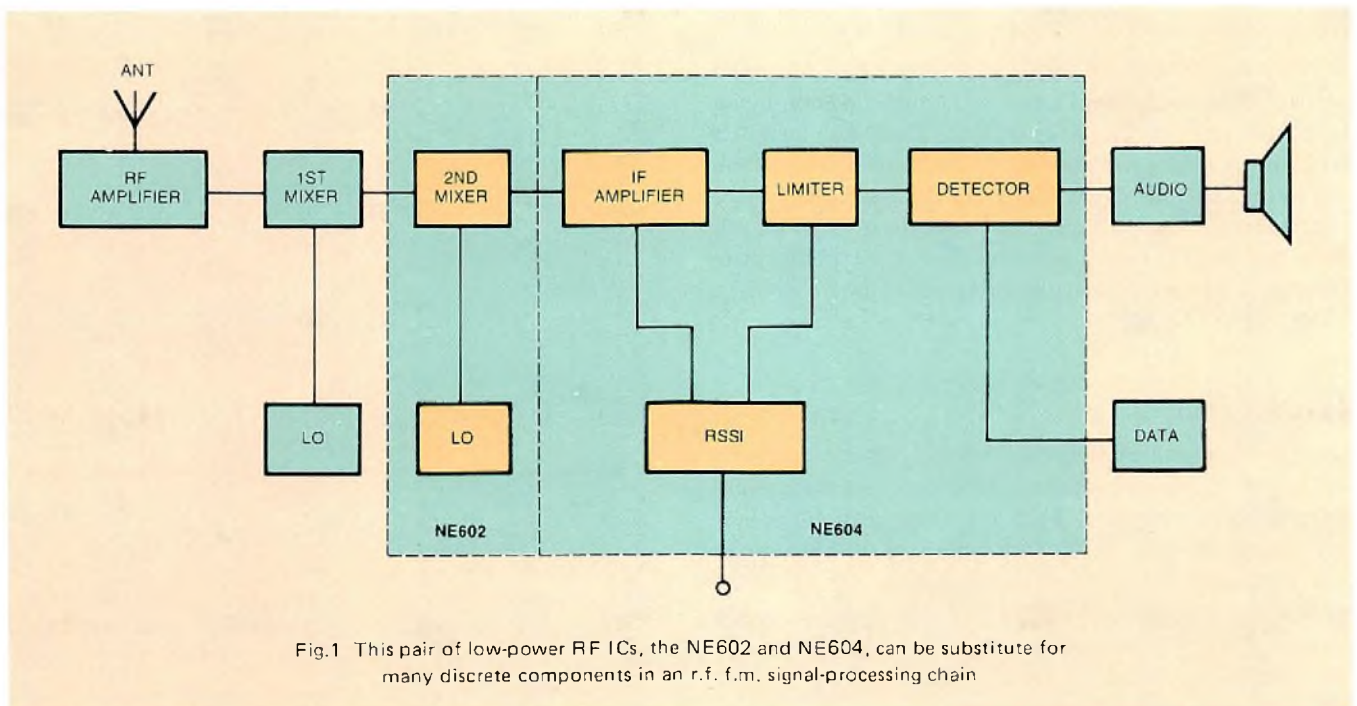 ANT
RF
AMPLIFIER
1ST
MIXER
2ND
MIXER
IF
AMPLIFIER
LIMITER
DETECTOR
AUDIO
LO
LO
RSSI
DATA
NE602
NE604
Fig.1 This pair of low-power RF ICs, the NE602 and NE604, can be substitute for
many discrete components in an r.f. f.m. signal-processing chain